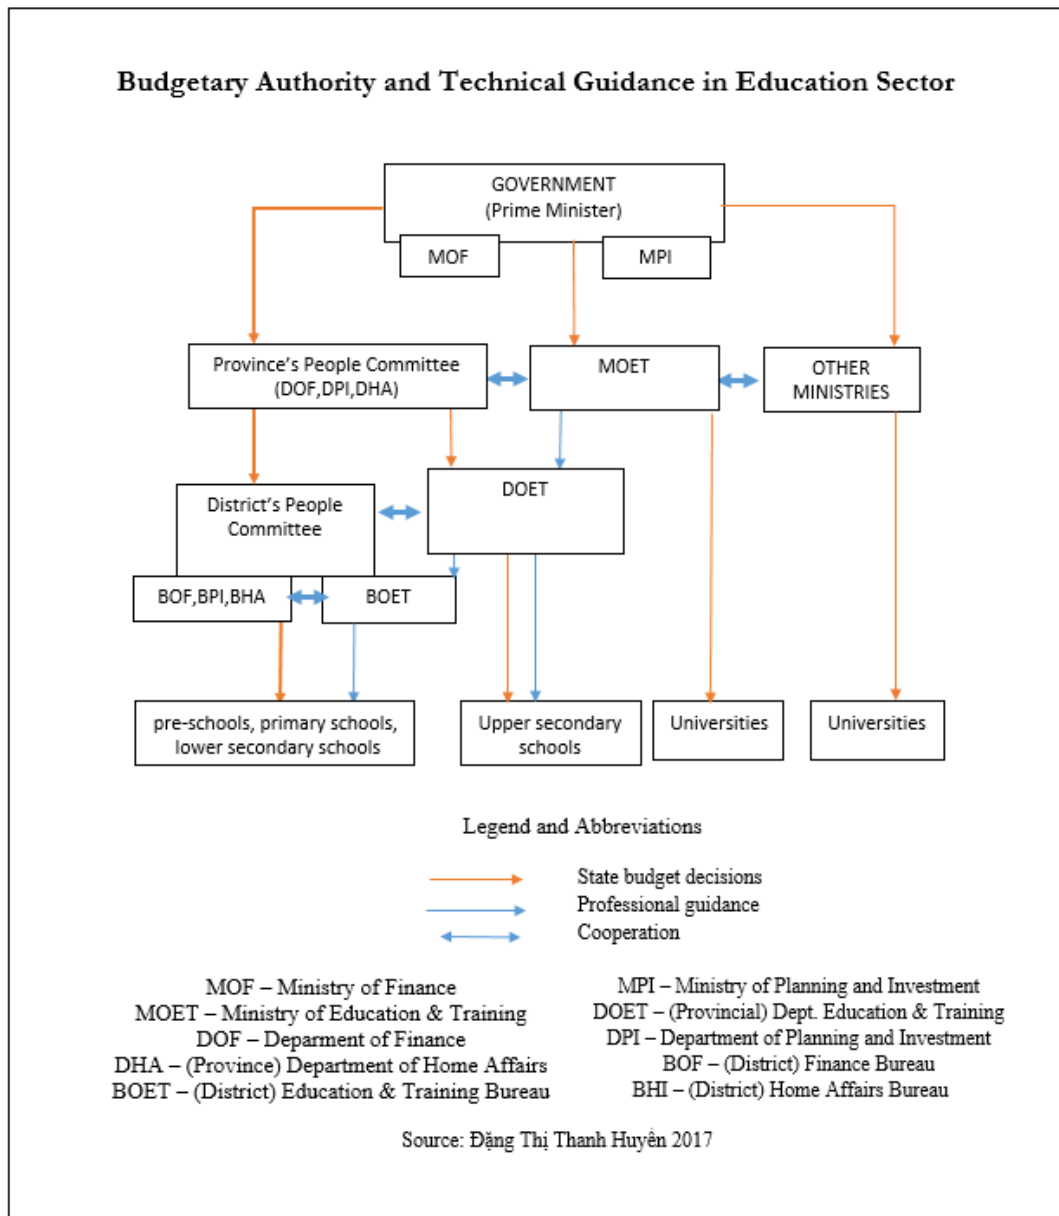 Budgetary Authority and Technical Guidance in Education Sector
GOVERNMENT
(Prime Minister)
MOF
MPI
Province's People Committee
(DOF,DPI,DHA)
MOET
OTHER
MINISTRIES
District's People
Committee
DOET
BOF,BPI,BHA
BOET
pre-schools, primary schools,
lower secondary schools
Upper secondary
schools
Universities
Universities
Legend and Abbreviations
State budget decisions
Professional guidance
Cooperation
MOF – Ministry of Finance
MOET – Ministry of Education & Training
DOF – Deparment of Finance
DHA – (Province) Department of Home Affairs
BOET – (District) Education & Training Bureau
MPI – Ministry of Planning and Investment
DOET – (Provincial) Dept. Education & Training
DPI – Department of Planning and Investment
BOF – (District) Finance Bureau
BHI – (District) Home Affairs Bureau
Source: Đặng Thị Thanh Huyền 2017